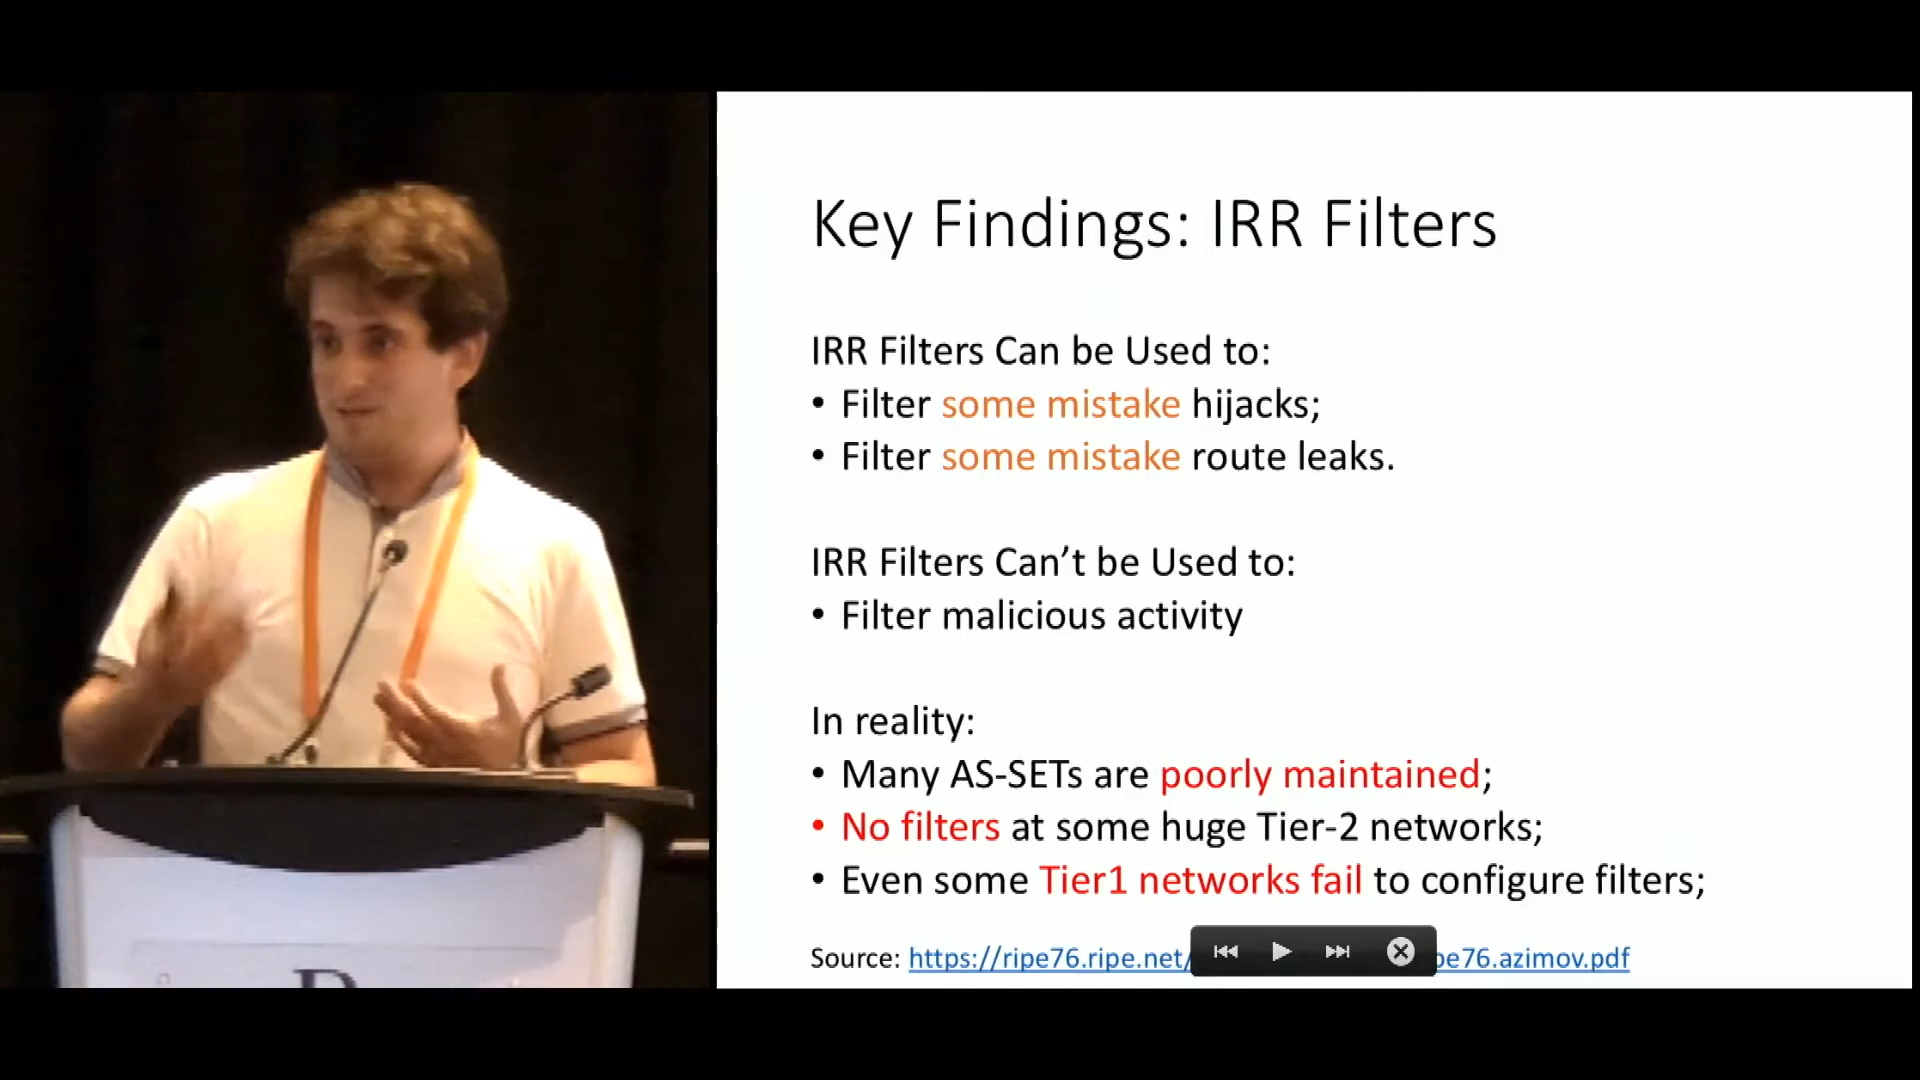 Key Findings: IRR Filters
IRR Filters Can be Used to:
• Filter some mistake hijacks;
• Filter some mistake route leaks.
IRR Filters Can’t be Used to:
• Filter malicious activity
In reality:
• Many AS-SETs are poorly maintained;
• No filters at some huge Tier-2 networks;
• Even some Tier1 networks fail to configure filters;
Source: https://ripe76.ripe.net/ pe76.azimov.pdf